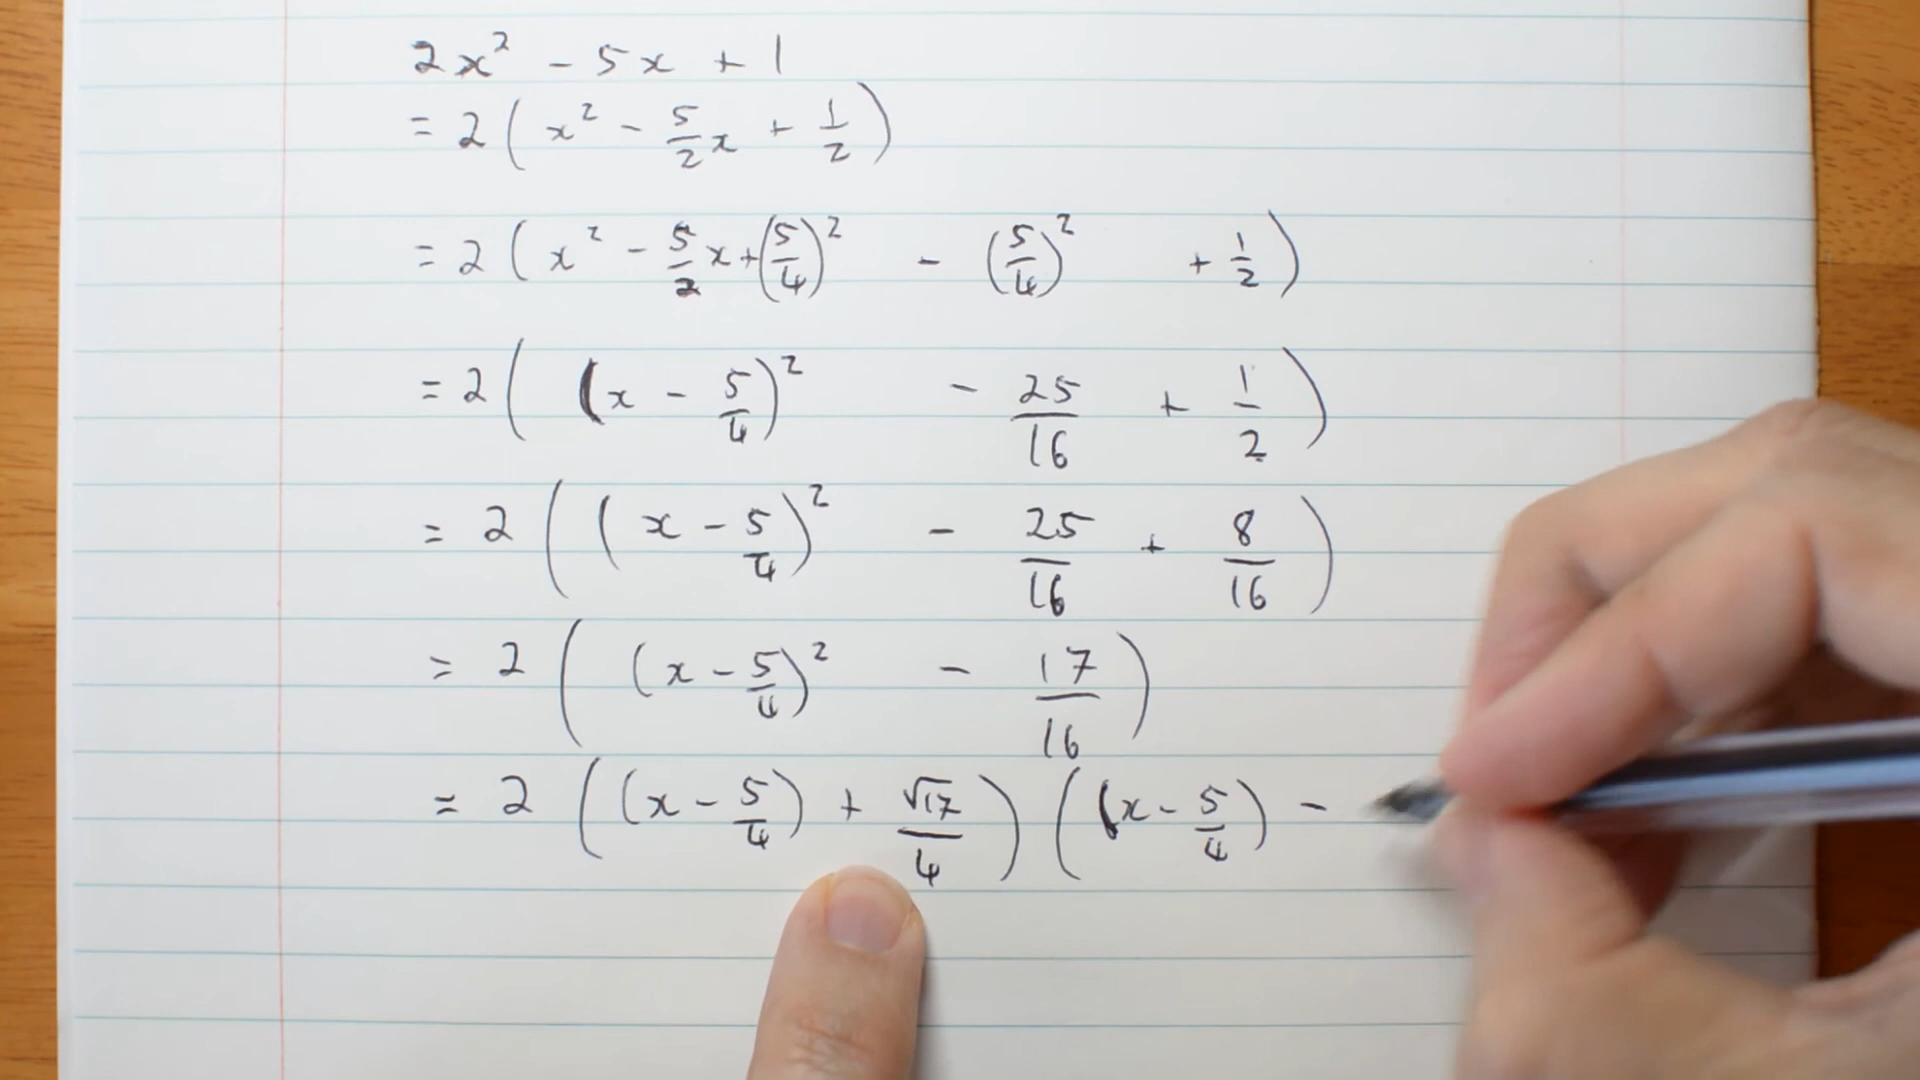 2x² - 5x + 1
= 2 ( x² - 5/2 x + 1/2 )
= 2 ( x² - 5/2 x + (5/4)² - (5/4)² + 1/2 )
= 2 ( (x - 5/4)² - 25/16 + 1/2 )
= 2 ( ( x - 5/4 )² - 25/16 + 8/16 )
= 2 ( (x - 5/4)² - 17/16 )
= 2 ( (x - 5/4) + √17/4 ) ( (x - 5/4) -